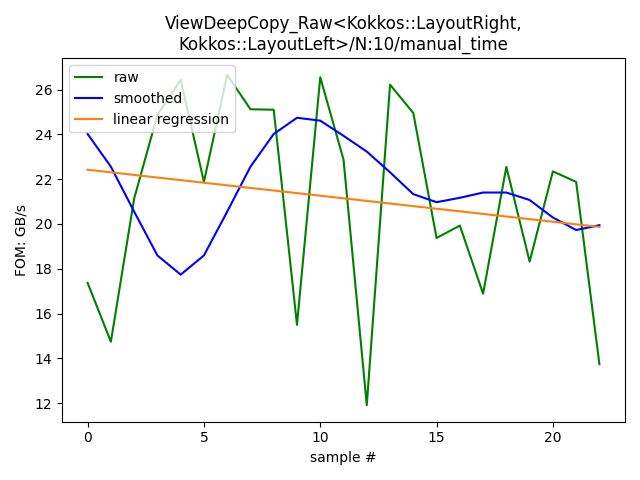 ViewDeepCopy_Raw<Kokkos::LayoutRight,
Kokkos::LayoutLeft>/N:10/manual_time
raw
smoothed
linear regression
FOM: GB/s
26
24
22
20
18
16
14
12
0
5
10
15
20
sample #